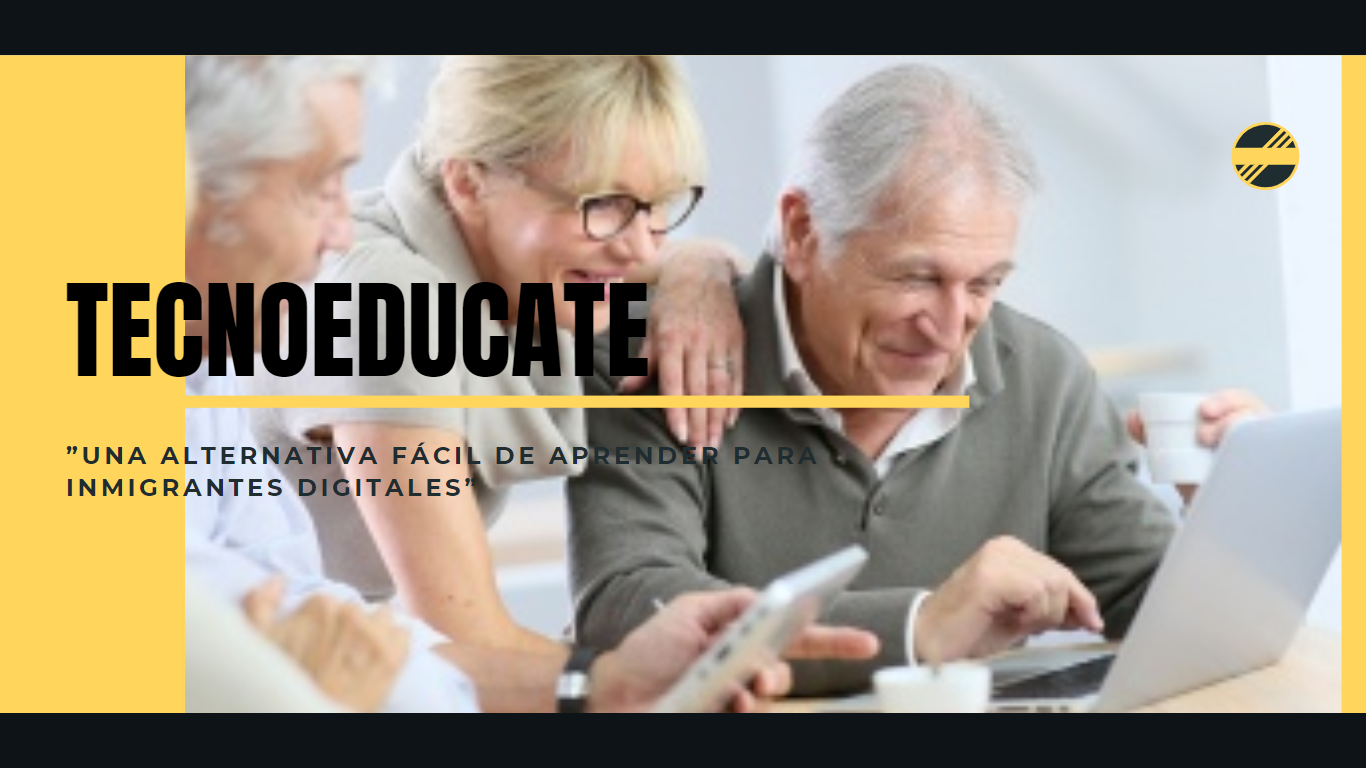 TECNOEDUCATE
”UNA ALTERNATIVA FÁCIL DE APRENDER PARA
INMIGRANTES DIGITALES”